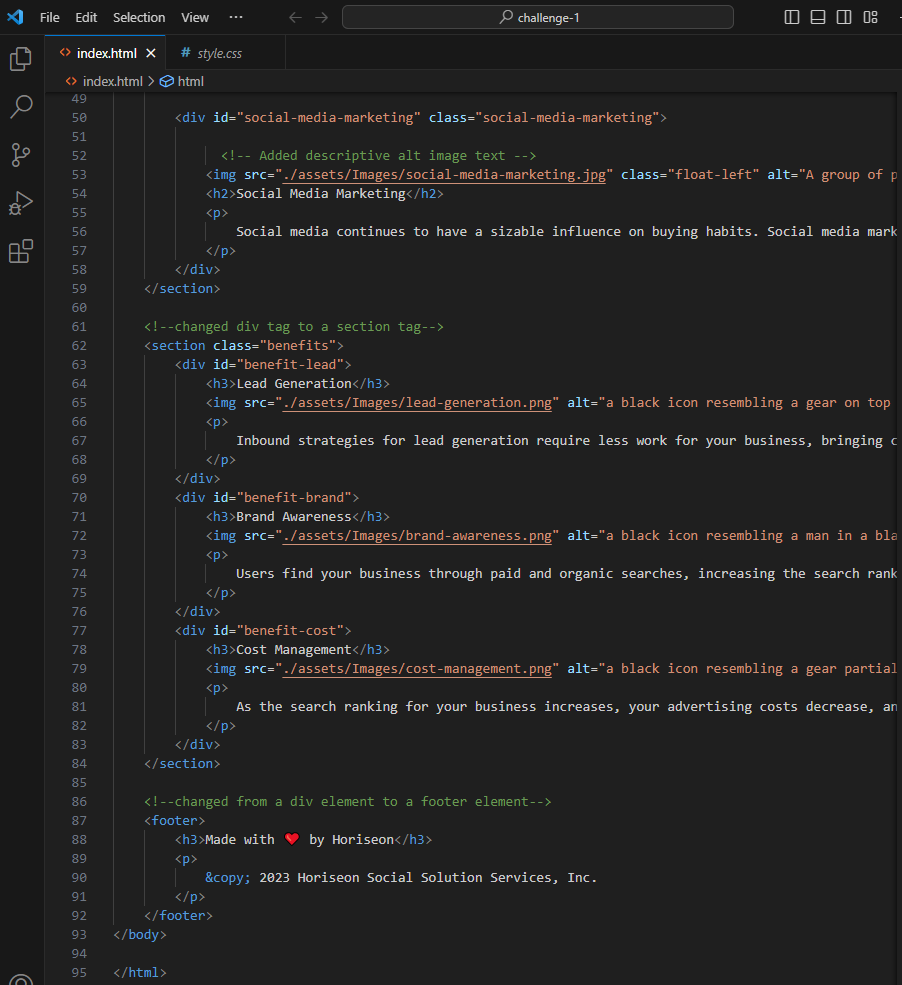 File Edit Selection View ··· challenge-1
index.html style.css
index.html > html
49
50 <div id="social-media-marketing" class="social-media-marketing">
51
52 <!-- Added descriptive alt image text -->
53 <img src="./assets/Images/social-media-marketing.jpg" class="float-left" alt="A group of p
54 <h2>Social Media Marketing</h2>
55 <p>
56 Social media continues to have a sizable influence on buying habits. Social media mark
57 </p>
58 </div>
59 </section>
60
61 <!--changed div tag to a section tag-->
62 <section class="benefits">
63 <div id="benefit-lead">
64 <h3>Lead Generation</h3>
65 <img src="./assets/Images/lead-generation.png" alt="a black icon resembling a gear on top
66 <p>
67 Inbound strategies for lead generation require less work for your business, bringing c
68 </p>
69 </div>
70 <div id="benefit-brand">
71 <h3>Brand Awareness</h3>
72 <img src="./assets/Images/brand-awareness.png" alt="a black icon resembling a man in a bla
73 <p>
74 Users find your business through paid and organic searches, increasing the search rank
75 </p>
76 </div>
77 <div id="benefit-cost">
78 <h3>Cost Management</h3>
79 <img src="./assets/Images/cost-management.png" alt="a black icon resembling a gear partial
80 <p>
81 As the search ranking for your business increases, your advertising costs decrease, an
82 </p>
83 </div>
84 </section>
85
86 <!--changed from a div element to a footer element-->
87 <footer>
88 <h3>Made with ❤️ by Horiseon</h3>
89 <p>
90 &copy; 2023 Horiseon Social Solution Services, Inc.
91 </p>
92 </footer>
93 </body>
94
95 </html>